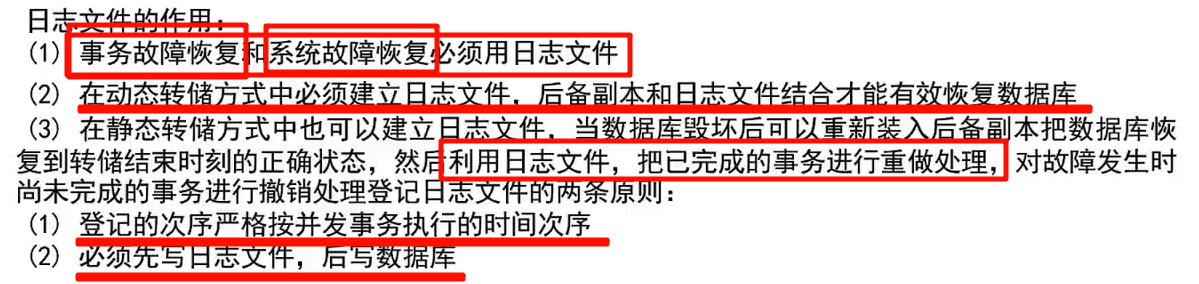 日志文件的作用：
(1) 事务故障恢复和系统故障恢复必须用日志文件
(2) 在动态转储方式中必须建立日志文件，后备副本和日志文件结合才能有效恢复数据库
(3) 在静态转储方式中也可以建立日志文件，当数据库毁坏后可以重新装入后备副本把数据库恢
复到转储结束时刻的正确状态，然后利用日志文件，把已完成的事务进行重做处理，对故障发生时
尚未完成的事务进行撤销处理登记日志文件的两条原则：
(1) 登记的次序严格按并发事务执行的时间次序
(2) 必须先写日志文件，后写数据库